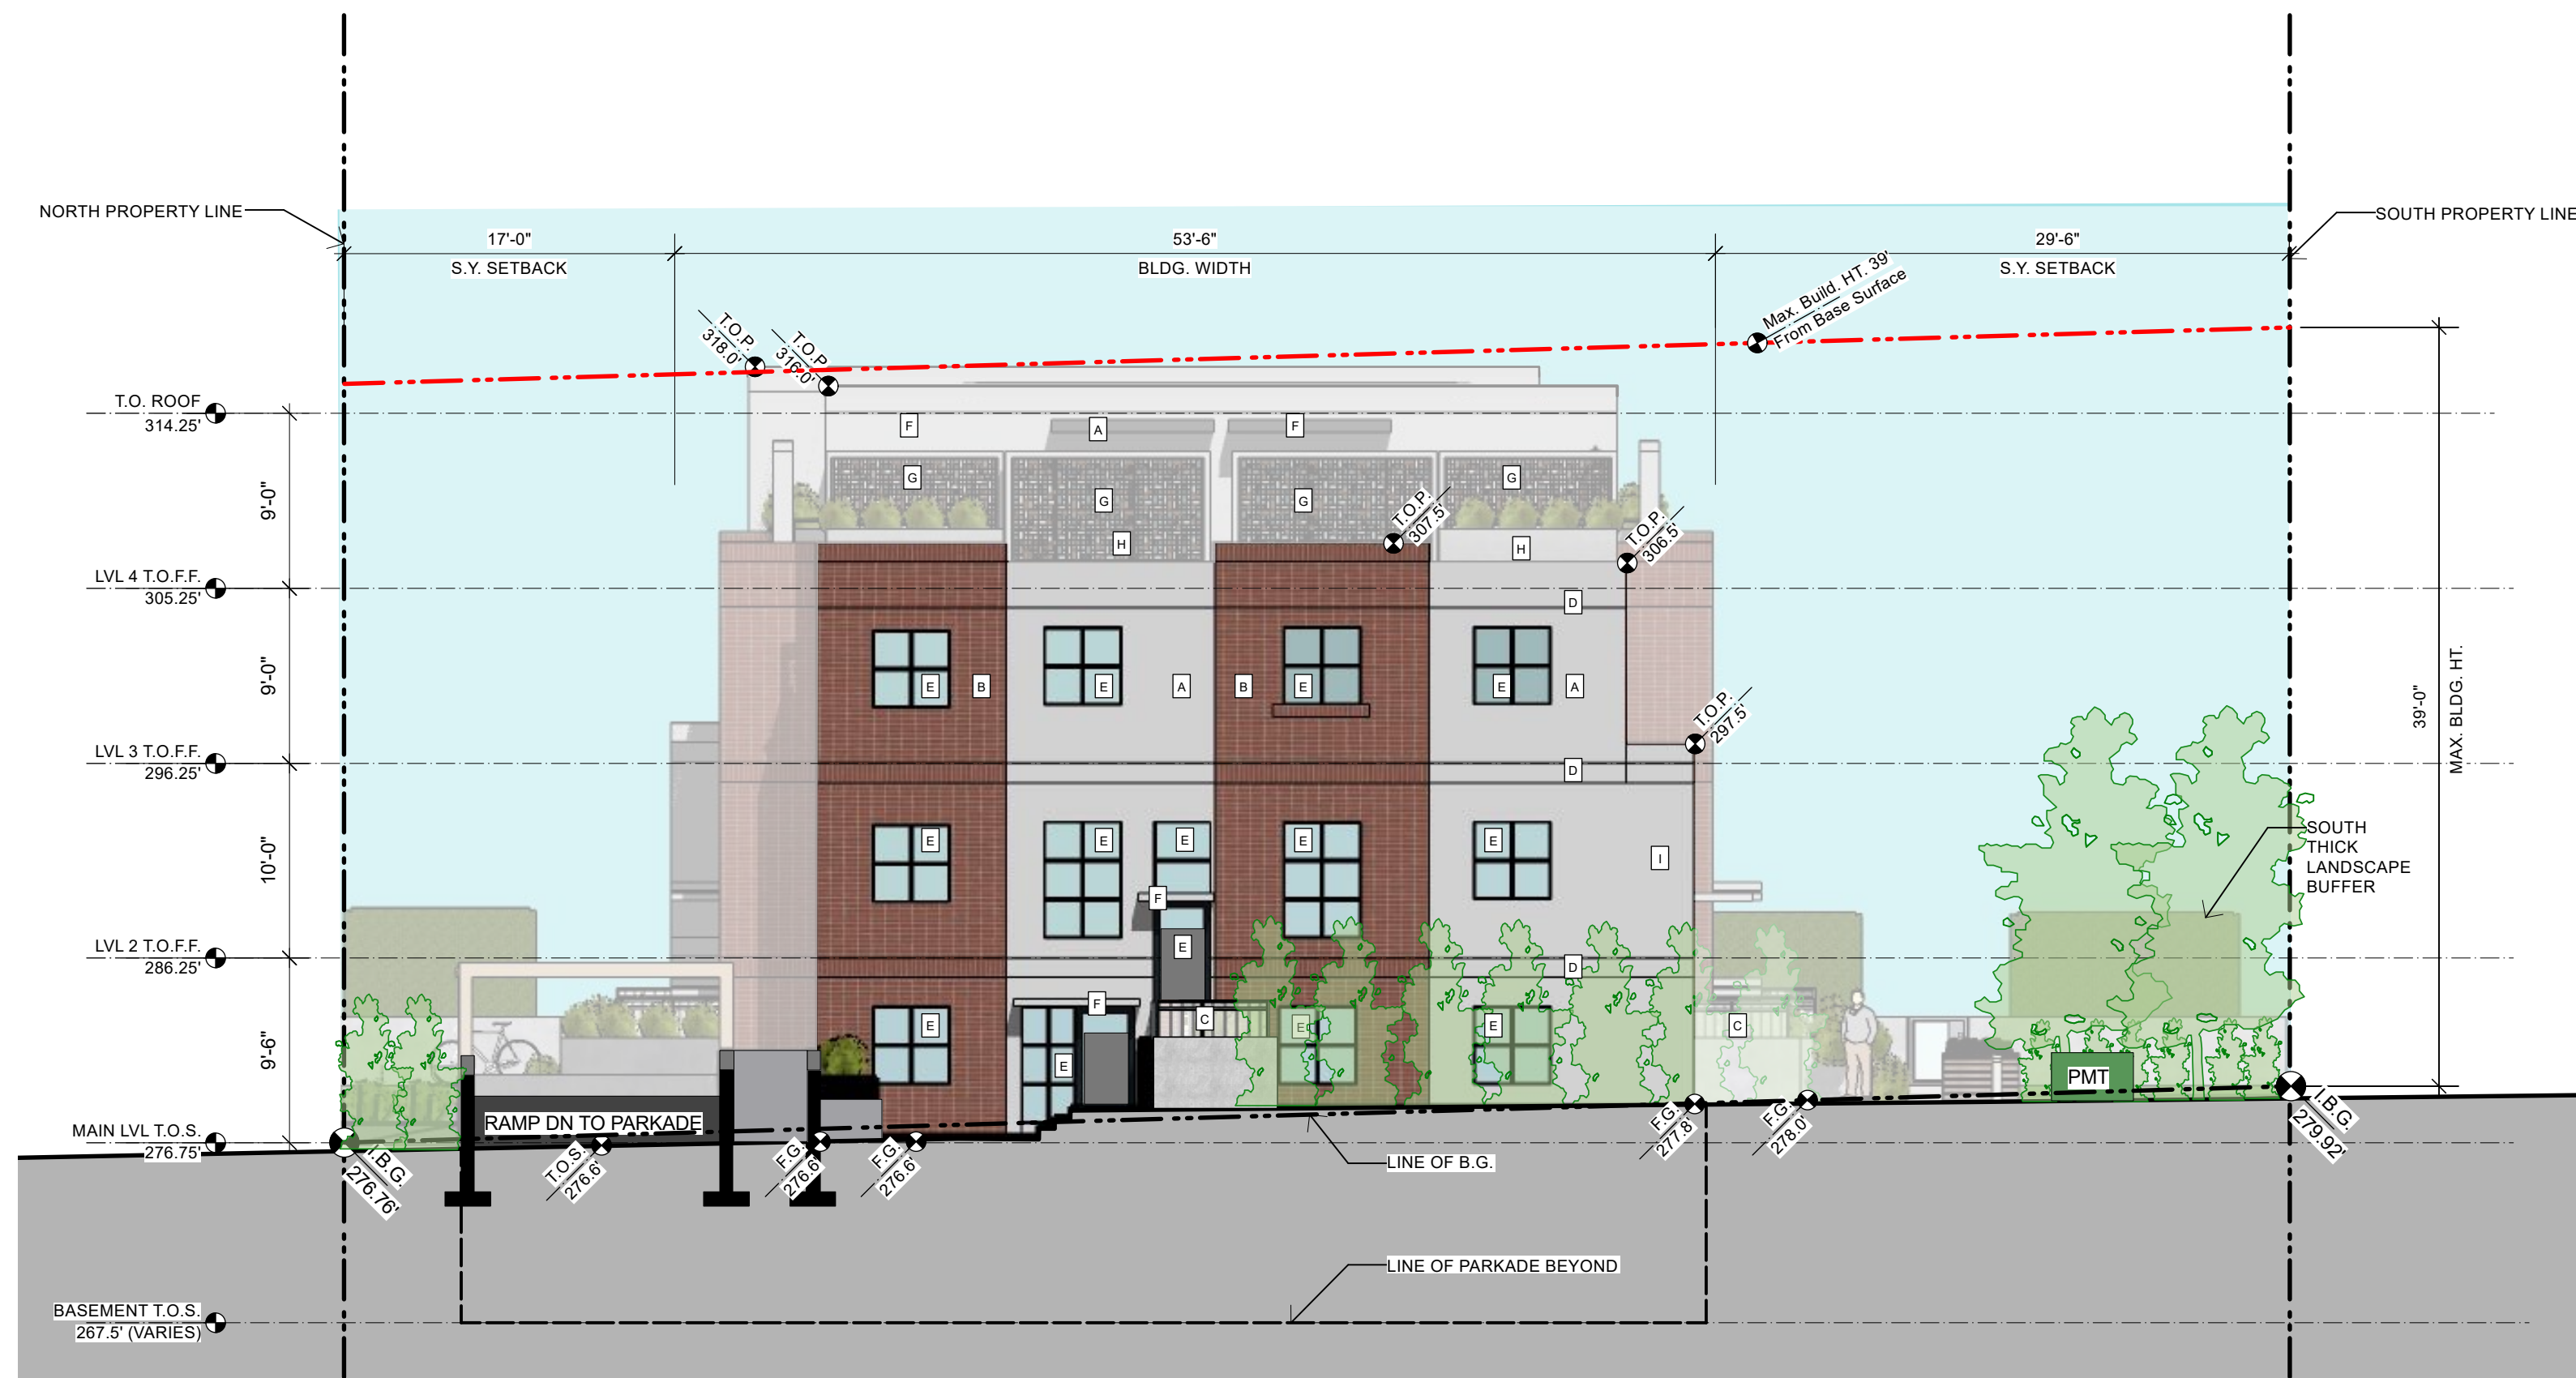 NORTH PROPERTY LINE
SOUTH PROPERTY LINE
17'-0"
S.Y. SETBACK
53'-6"
BLDG. WIDTH
29'-6"
S.Y. SETBACK
Max. Build. HT. 39'
From Base Surface
T.O.P.
318.0'
T.O.P.
316.0'
T.O. ROOF
314.25'
F
A
F
G
G
G
G
9'-0"
T.O.P.
307.5'
T.O.P.
306.5'
H
H
LVL 4 T.O.F.F.
305.25'
D
9'-0"
E
B
E
A
B
E
E
A
T.O.P.
297.5'
39'-0"
MAX. BLDG. HT.
LVL 3 T.O.F.F.
296.25'
D
10'-0"
E
E
E
E
E
I
SOUTH
THICK
LANDSCAPE
BUFFER
F
E
LVL 2 T.O.F.F.
286.25'
D
9'-6"
F
E
C
E
E
C
E
PMT
RAMP DN TO PARKADE
MAIN LVL T.O.S.
276.75'
I.B.G.
276.76'
T.O.S.
276.6'
F.G.
276.6'
F.G.
276.6'
F.G.
277.8'
F.G.
278.0'
I.B.G.
279.92'
LINE OF B.G.
LINE OF PARKADE BEYOND
BASEMENT T.O.S.
267.5' (VARIES)